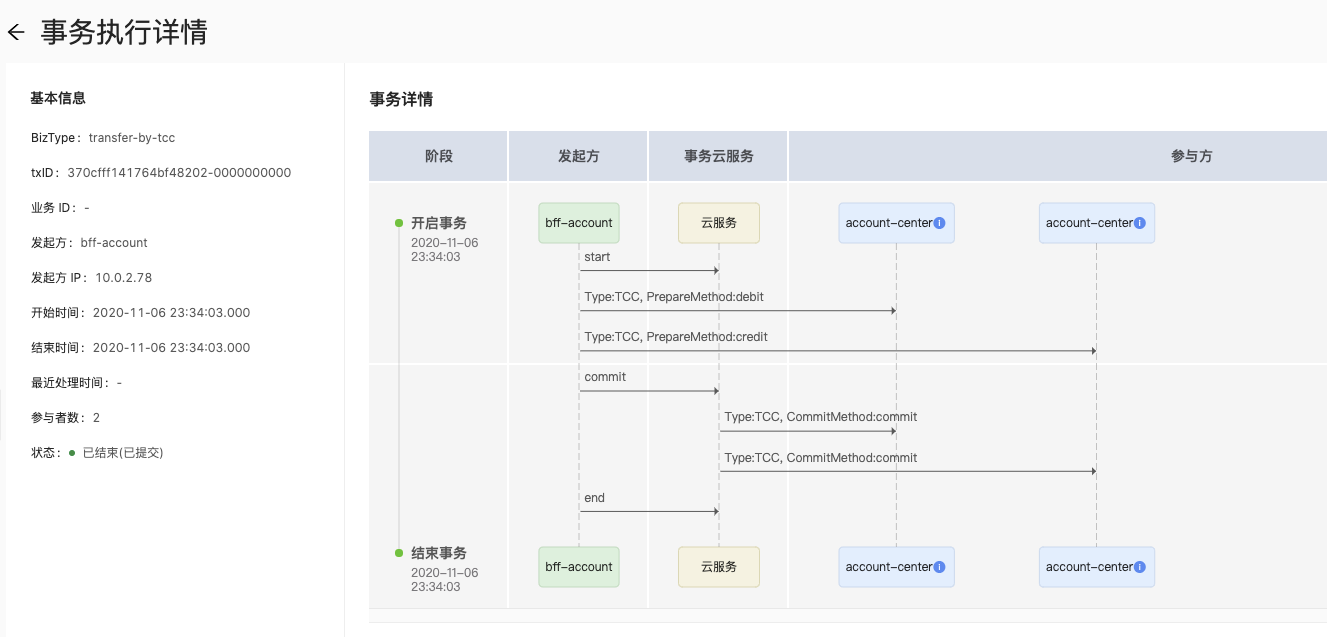 事务执行详情
基本信息
BizType： transfer-by-tcc
txID： 370cfff141764bf48202-0000000000
业务 ID： -
发起方： bff-account
发起方 IP： 10.0.2.78
开始时间： 2020-11-06 23:34:03.000
结束时间： 2020-11-06 23:34:03.000
最近处理时间： -
参与者数： 2
状态： 已结束(已提交)
事务详情
阶段 发起方 事务云服务 参与方
开启事务
2020-11-06
23:34:03
bff-account 云服务 account-center account-center
start
Type:TCC, PrepareMethod:debit
Type:TCC, PrepareMethod:credit
commit
Type:TCC, CommitMethod:commit
Type:TCC, CommitMethod:commit
end
结束事务
2020-11-06
23:34:03
bff-account 云服务 account-center account-center